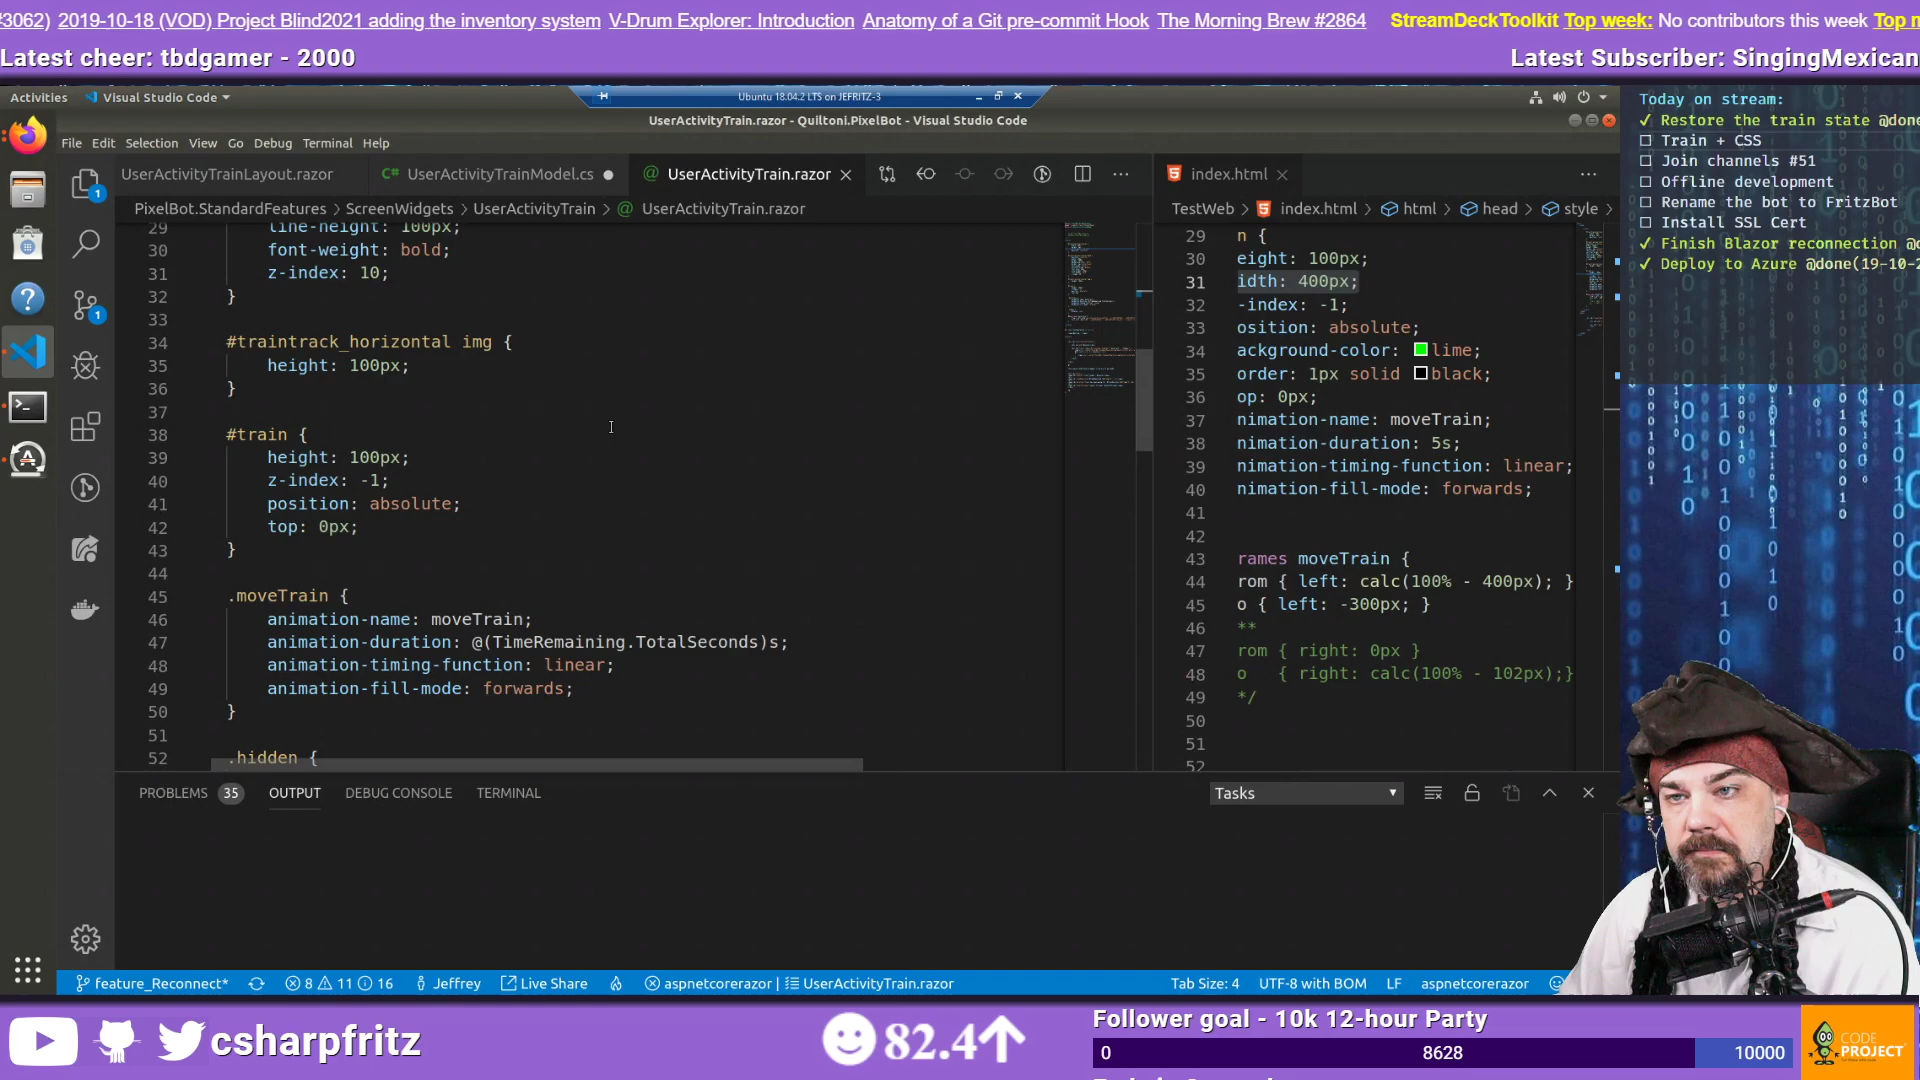 #3062) 2019-10-18 (VOD) Project Blind2021 adding the inventory system V-Drum Explorer: Introduction Anatomy of a Git pre-commit Hook The Morning Brew #2864 StreamDeckToolkit Top week: No contributors this week Top
Latest cheer: tbdgamer - 2000 Latest Subscriber: SingingMexican
Activities Visual Studio Code Ubuntu 18.04.2 LTS on JEFRITZ-3
UserActivityTrain.razor - Quiltoni.PixelBot - Visual Studio Code
File Edit Selection View Go Debug Terminal Help
UserActivityTrainLayout.razor C# UserActivityTrainModel.cs UserActivityTrain.razor
PixelBot.StandardFeatures > ScreenWidgets > UserActivityTrain > UserActivityTrain.razor
29 line-height: 100px;
30 font-weight: bold;
31 z-index: 10;
32 }
33
34 #traintrack_horizontal img {
35 height: 100px;
36 }
37
38 #train {
39 height: 100px;
40 z-index: -1;
41 position: absolute;
42 top: 0px;
43 }
44
45 .moveTrain {
46 animation-name: moveTrain;
47 animation-duration: @(TimeRemaining.TotalSeconds)s;
48 animation-timing-function: linear;
49 animation-fill-mode: forwards;
50 }
51
52 .hidden {
index.html
TestWeb > index.html > html > head > style >
29 n {
30 eight: 100px;
31 idth: 400px;
32 -index: -1;
33 osition: absolute;
34 ackground-color: lime;
35 order: 1px solid black;
36 op: 0px;
37 nimation-name: moveTrain;
38 nimation-duration: 5s;
39 nimation-timing-function: linear;
40 nimation-fill-mode: forwards;
41
42
43 rames moveTrain {
44 rom { left: calc(100% - 400px); }
45 o { left: -300px; }
46 **
47 rom { right: 0px }
48 o { right: calc(100% - 102px);}
49 */
50
51
52
PROBLEMS 35 OUTPUT DEBUG CONSOLE TERMINAL Tasks
feature_Reconnect* 8 11 16 Jeffrey Live Share aspnetcorerazor | UserActivityTrain.razor Tab Size: 4 UTF-8 with BOM LF aspnetcorerazor
Today on stream:
✓ Restore the train state @done
☐ Train + CSS
☐ Join channels #51
☐ Offline development
☐ Rename the bot to FritzBot
☐ Install SSL Cert
✓ Finish Blazor reconnection
✓ Deploy to Azure @done(19-10-2
csharpfritz
82.4
Follower goal - 10k 12-hour Party
0 8628 10000
CODE
PROJECT